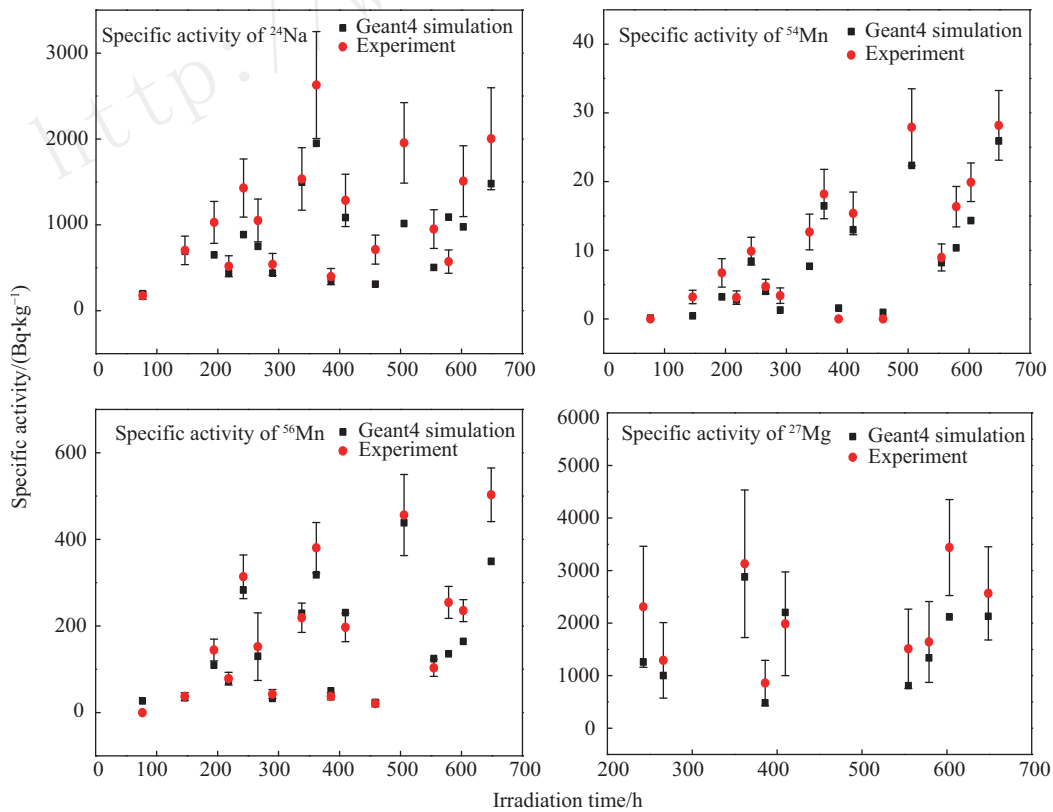 http://w
Specific activity of ²⁴Na
Geant4 simulation
Experiment
3000
2000
1000
0
0 100 200 300 400 500 600 700
Specific activity of ⁵⁴Mn
Geant4 simulation
Experiment
40
30
20
10
0
0 100 200 300 400 500 600 700
Specific activity/(Bq·kg⁻¹)
Specific activity of ⁵⁶Mn
Geant4 simulation
Experiment
600
400
200
0
0 100 200 300 400 500 600 700
Specific activity of ²⁷Mg
Geant4 simulation
Experiment
6000
5000
4000
3000
2000
1000
0
200 300 400 500 600 700
Irradiation time/h